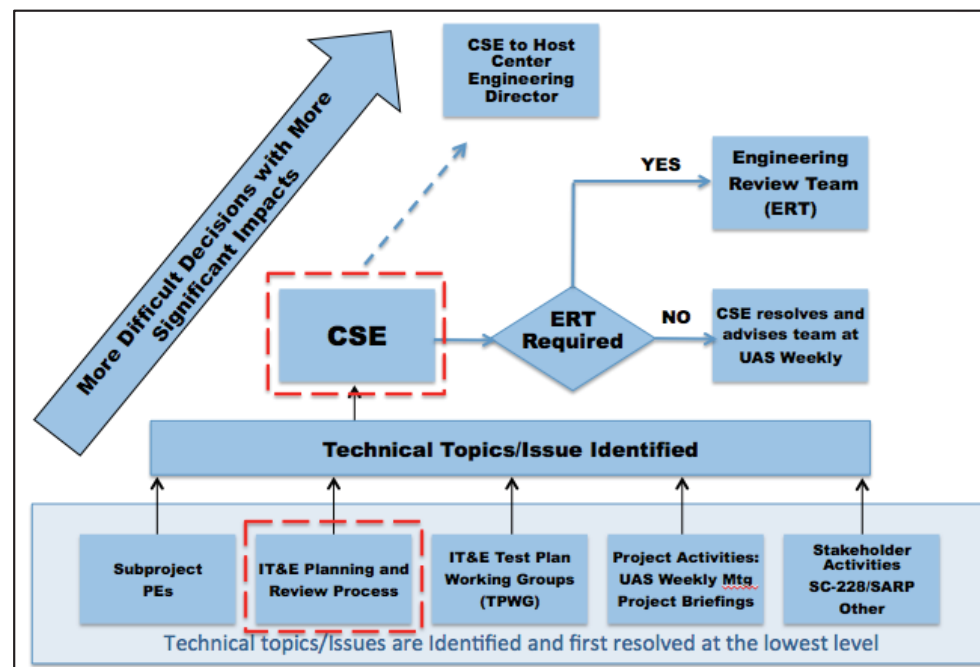 CSE to Host
Center
Engineering
Director
More Difficult Decisions with More
Significant Impacts
YES
Engineering
Review Team
(ERT)
CSE
ERT
Required
NO
CSE resolves and
advises team at
UAS Weekly
Technical Topics/Issue Identified
Subproject
PEs
IT&E Planning and
Review Process
IT&E Test Plan
Working Groups
(TPWG)
Project Activities:
UAS Weekly Mtg
Project Briefings
Stakeholder
Activities
SC-228/SARP
Other
Technical topics/Issues are Identified and first resolved at the lowest level